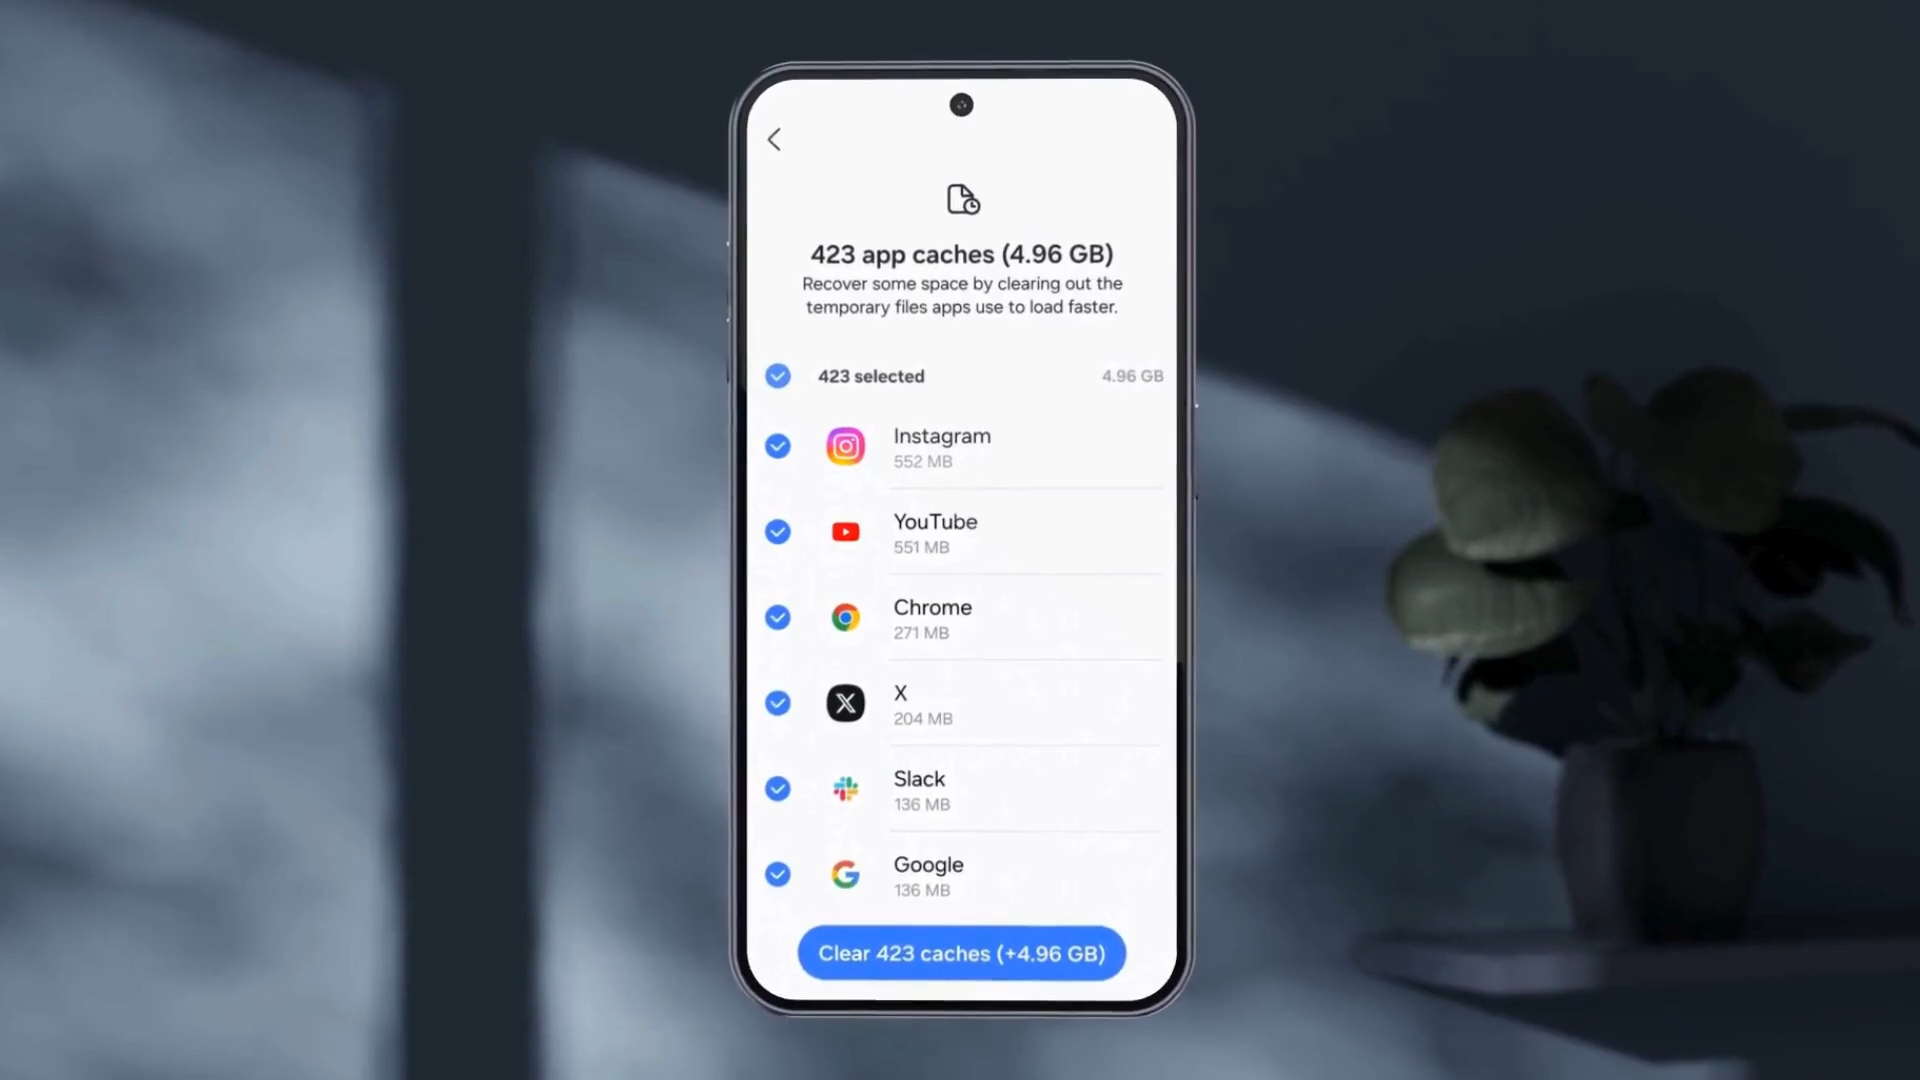 423 app caches (4.96 GB)
Recover some space by clearing out the
temporary files apps use to load faster.
423 selected 4.96 GB
Instagram
552 MB
YouTube
551 MB
Chrome
271 MB
X
204 MB
Slack
136 MB
Google
136 MB
Clear 423 caches (+4.96 GB)